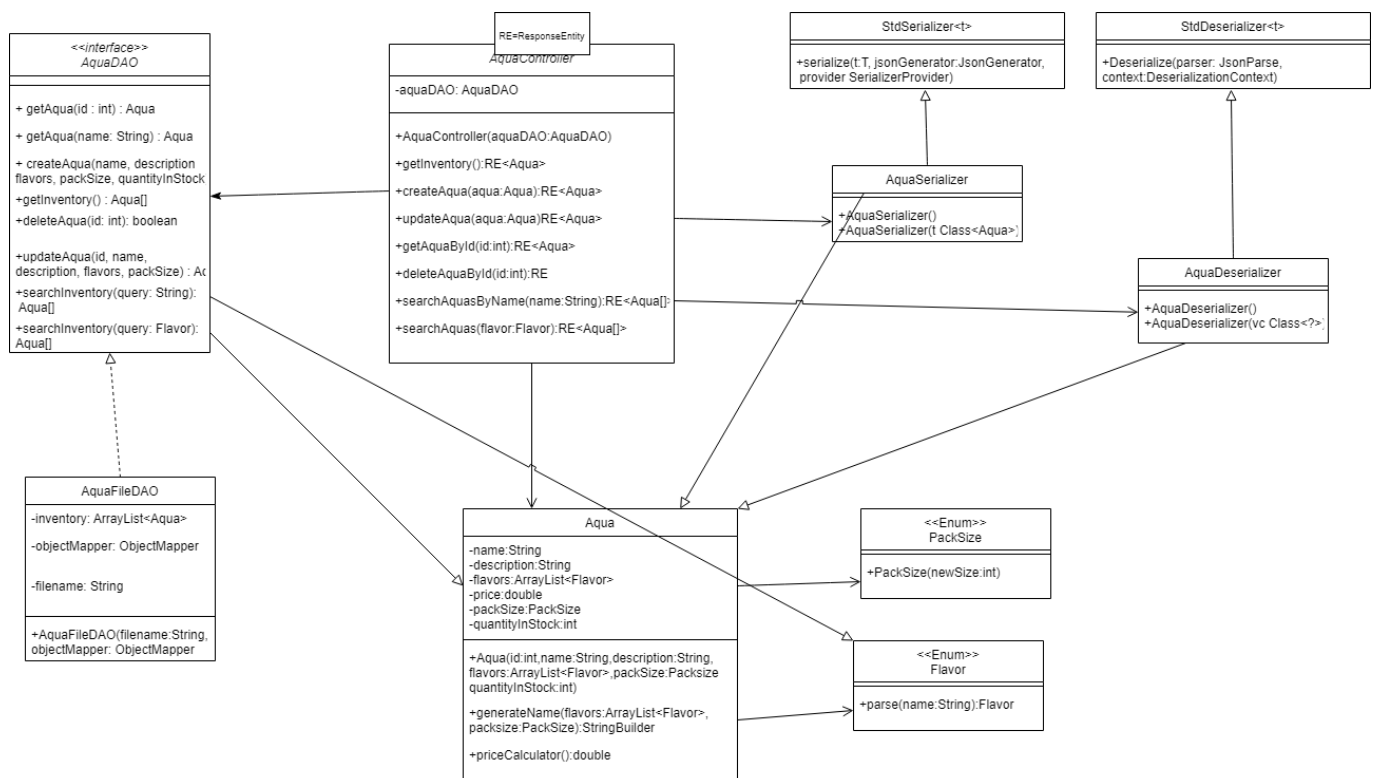 <<interface>>
AquaDAO
+ getAqua(id : int) : Aqua
+ getAqua(name: String) : Aqua
+ createAqua(name, description
flavors, packSize, quantityInStock
+getInventory() : Aqua[]
+deleteAqua(id: int): boolean
+updateAqua(id, name,
description, flavors, packSize) : Aq
+searchInventory(query: String):
Aqua[]
+searchInventory(query: Flavor):
Aqua[]
RE=ResponseEntity
AquaController
-aquaDAO: AquaDAO
+AquaController(aquaDAO:AquaDAO)
+getInventory():RE<Aqua>
+createAqua(aqua:Aqua):RE<Aqua>
+updateAqua(aqua:Aqua)RE<Aqua>
+getAquaById(id:int):RE<Aqua>
+deleteAquaById(id:int):RE
+searchAquasByName(name:String):RE<Aqua[]>
+searchAquas(flavor:Flavor):RE<Aqua[]>
StdSerializer<t>
+serialize(t:T, jsonGenerator:JsonGenerator,
provider SerializerProvider)
StdDeserializer<t>
+Deserialize(parser: JsonParse,
context:DeserializationContext)
AquaSerializer
+AquaSerializer()
+AquaSerializer(t Class<Aqua>)
AquaDeserializer
+AquaDeserializer()
+AquaDeserializer(vc Class<?>)
AquaFileDAO
-inventory: ArrayList<Aqua>
-objectMapper: ObjectMapper
-filename: String
+AquaFileDAO(filename:String,
objectMapper: ObjectMapper
Aqua
-name:String
-description:String
-flavors:ArrayList<Flavor>
-price:double
-packSize:PackSize
-quantityInStock:int
+Aqua(id:int,name:String,description:String,
flavors:ArrayList<Flavor>,packSize:Packsize
quantityInStock:int)
+generateName(flavors:ArrayList<Flavor>,
packsize:PackSize):StringBuilder
+priceCalculator():double
<<Enum>>
PackSize
+PackSize(newSize:int)
<<Enum>>
Flavor
+parse(name:String):Flavor